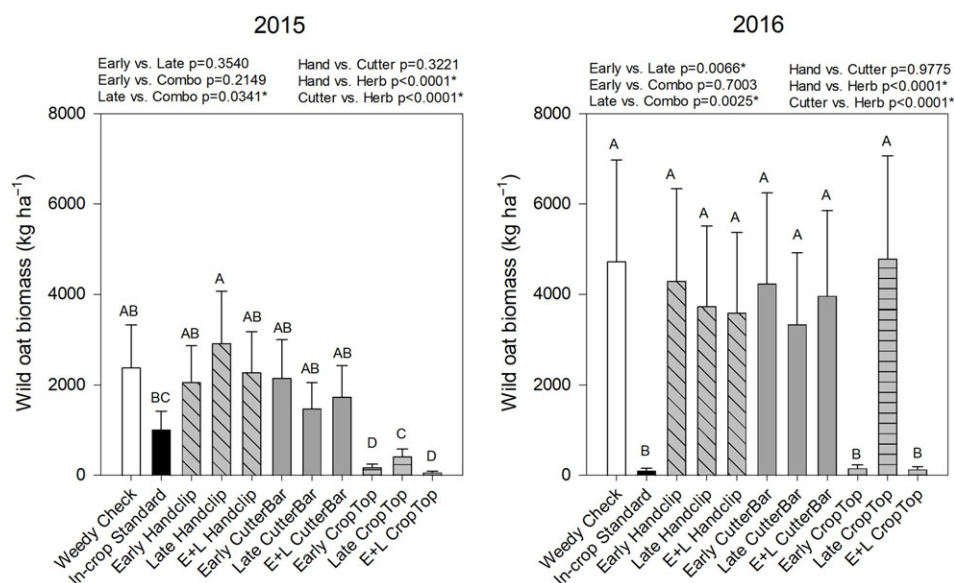 2015
Early vs. Late p=0.3540
Early vs. Combo p=0.2149
Late vs. Combo p=0.0341*
Hand vs. Cutter p=0.3221
Hand vs. Herb p<0.0001*
Cutter vs. Herb p<0.0001*
Wild oat biomass (kg ha⁻¹)
8000
6000
4000
2000
0
AB
BC
AB
A
AB
AB
AB
AB
D
C
D
Weedy Check
In-crop Standard
Early Handclip
Late Handclip
E+L Handclip
Early CutterBar
Late CutterBar
E+L CutterBar
Early CropTop
Late CropTop
E+L CropTop
2016
Early vs. Late p=0.0066*
Early vs. Combo p=0.7003
Late vs. Combo p=0.0025*
Hand vs. Cutter p=0.9775
Hand vs. Herb p<0.0001*
Cutter vs. Herb p<0.0001*
Wild oat biomass (kg ha⁻¹)
8000
6000
4000
2000
0
A
B
A
A
A
A
A
A
B
A
B
Weedy Check
In-crop Standard
Early Handclip
Late Handclip
E+L Handclip
Early CutterBar
Late CutterBar
E+L CutterBar
Early CropTop
Late CropTop
E+L CropTop